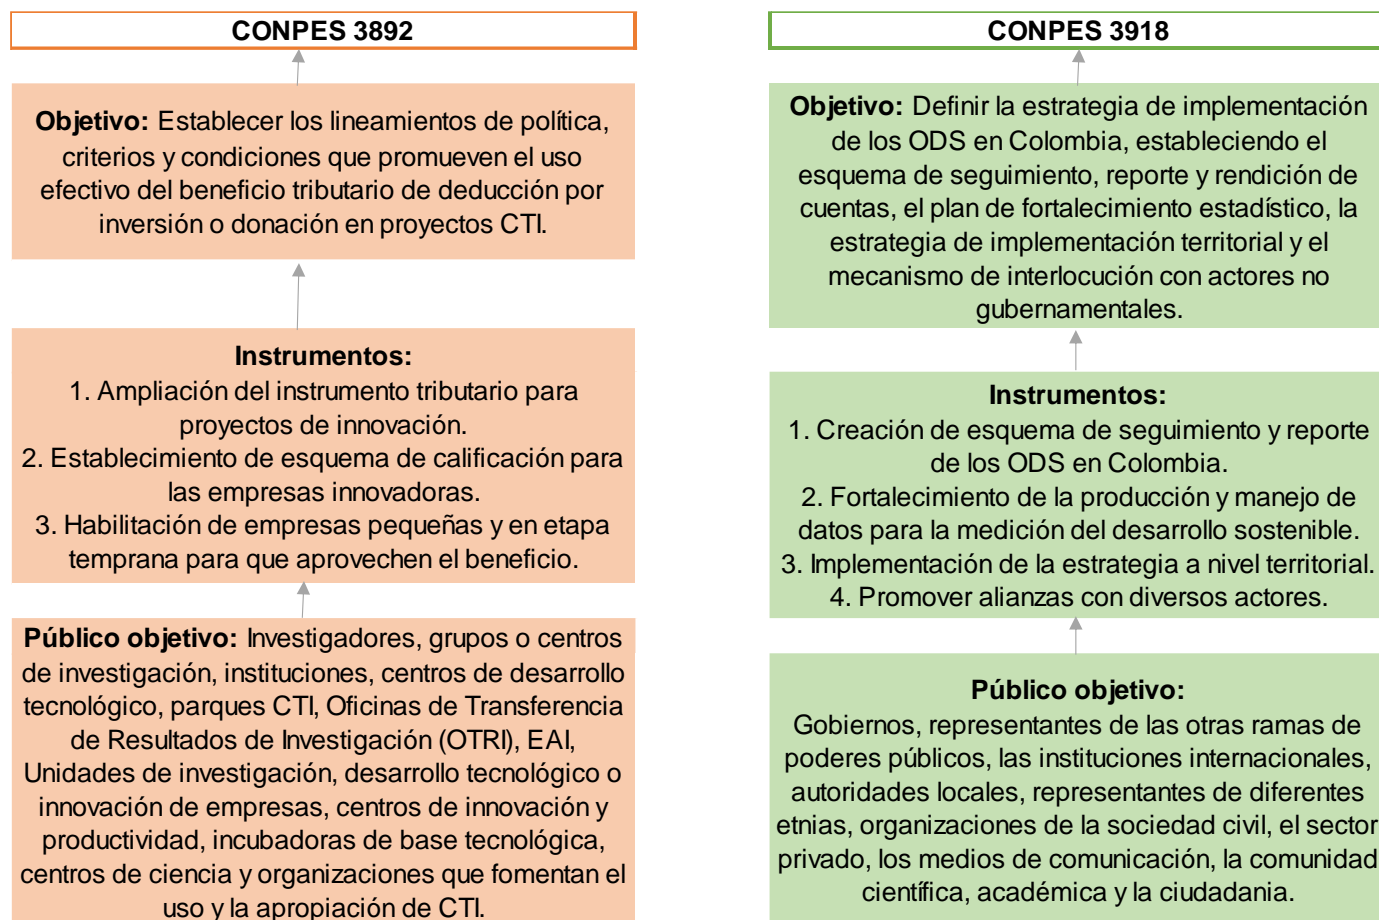 CONPES 3892
Objetivo: Establecer los lineamientos de política,
criterios y condiciones que promueven el uso
efectivo del beneficio tributario de deducción por
inversión o donación en proyectos CTI.
Instrumentos:
1. Ampliación del instrumento tributario para
proyectos de innovación.
2. Establecimiento de esquema de calificación para
las empresas innovadoras.
3. Habilitación de empresas pequeñas y en etapa
temprana para que aprovechen el beneficio.
Público objetivo: Investigadores, grupos o centros
de investigación, instituciones, centros de desarrollo
tecnológico, parques CTI, Oficinas de Transferencia
de Resultados de Investigación (OTRI), EAI,
Unidades de investigación, desarrollo tecnológico o
innovación de empresas, centros de innovación y
productividad, incubadoras de base tecnológica,
centros de ciencia y organizaciones que fomentan el
uso y la apropiación de CTI.
CONPES 3918
Objetivo: Definir la estrategia de implementación
de los ODS en Colombia, estableciendo el
esquema de seguimiento, reporte y rendición de
cuentas, el plan de fortalecimiento estadístico, la
estrategia de implementación territorial y el
mecanismo de interlocución con actores no
gubernamentales.
Instrumentos:
1. Creación de esquema de seguimiento y reporte
de los ODS en Colombia.
2. Fortalecimiento de la producción y manejo de
datos para la medición del desarrollo sostenible.
3. Implementación de la estrategia a nivel territorial.
4. Promover alianzas con diversos actores.
Público objetivo:
Gobiernos, representantes de las otras ramas de
poderes públicos, las instituciones internacionales,
autoridades locales, representantes de diferentes
etnias, organizaciones de la sociedad civil, el sector
privado, los medios de comunicación, la comunidad
científica, académica y la ciudadania.